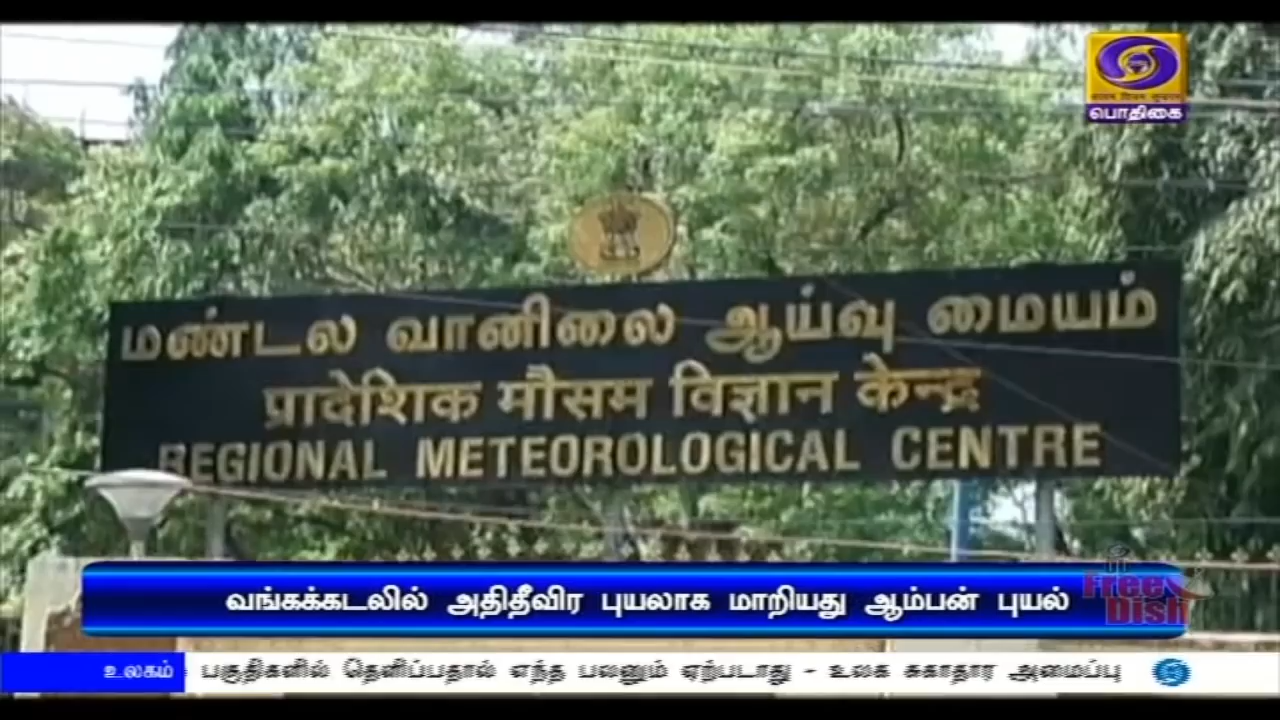 பொதிகை
மண்டல வானிலை ஆய்வு மையம்
प्रादेशिक मौसम विज्ञान केन्द्र
REGIONAL METEOROLOGICAL CENTRE
வங்கக்கடலில் அதிதீவிர புயலாக மாறியது ஆம்பன் புயல்
Free
Dish
உலகம்
பகுதிகளில் தெளிப்பதால் எந்த பலனும் ஏற்படாது - உலக சுகாதார அமைப்பு